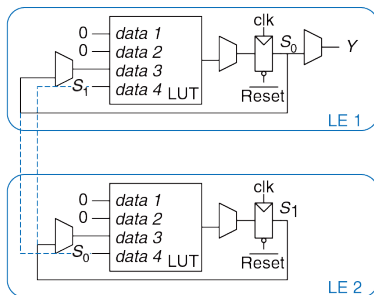 clk
0 data 1
0 data 2
data 3
S1 data 4
LUT
S0
Y
Reset
LE 1
clk
0 data 1
0 data 2
data 3
S0 data 4
LUT
S1
Reset
LE 2